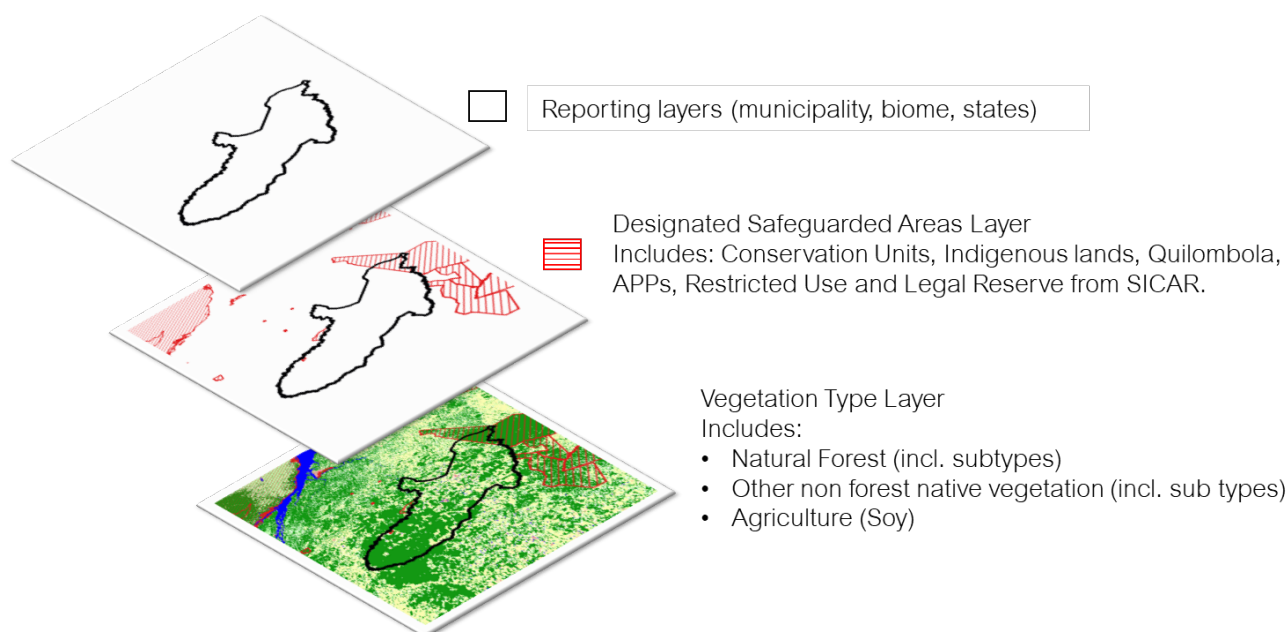 Reporting layers (municipality, biome, states)
Designated Safeguarded Areas Layer
Includes: Conservation Units, Indigenous lands, Quilombola,
APPs, Restricted Use and Legal Reserve from SICAR.
Vegetation Type Layer
Includes:
• Natural Forest (incl. subtypes)
• Other non forest native vegetation (incl. sub types)
• Agriculture (Soy)